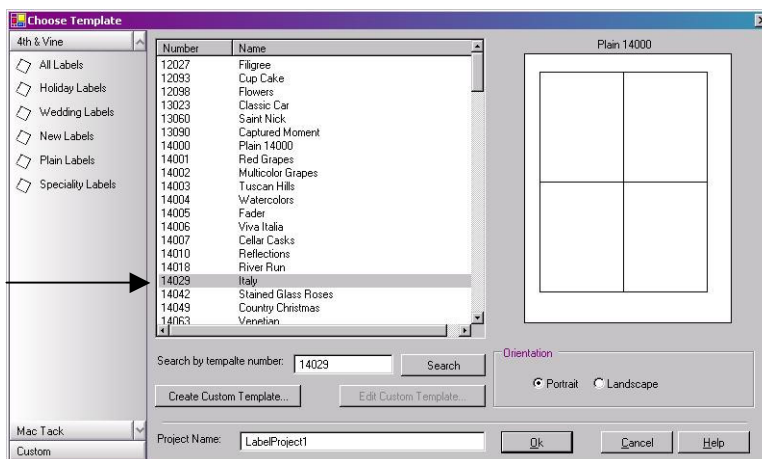 Choose Template
4th & Vine
All Labels
Holiday Labels
Wedding Labels
New Labels
Plain Labels
Speciality Labels
Mac Tack
Custom
Number Name
12027 Filigree
12093 Cup Cake
12098 Flowers
13023 Classic Car
13060 Saint Nick
13090 Captured Moment
14000 Plain 14000
14001 Red Grapes
14002 Multicolor Grapes
14003 Tuscan Hills
14004 Watercolors
14005 Fader
14006 Viva Italia
14007 Cellar Casks
14010 Reflections
14018 River Run
14029 Italy
14042 Stained Glass Roses
14049 Country Christmas
14063 Venetian
Search by tempalte number: 14029 Search
Create Custom Template... Edit Custom Template...
Project Name: LabelProject1
Plain 14000
Orientation
Portrait Landscape
Ok Cancel Help